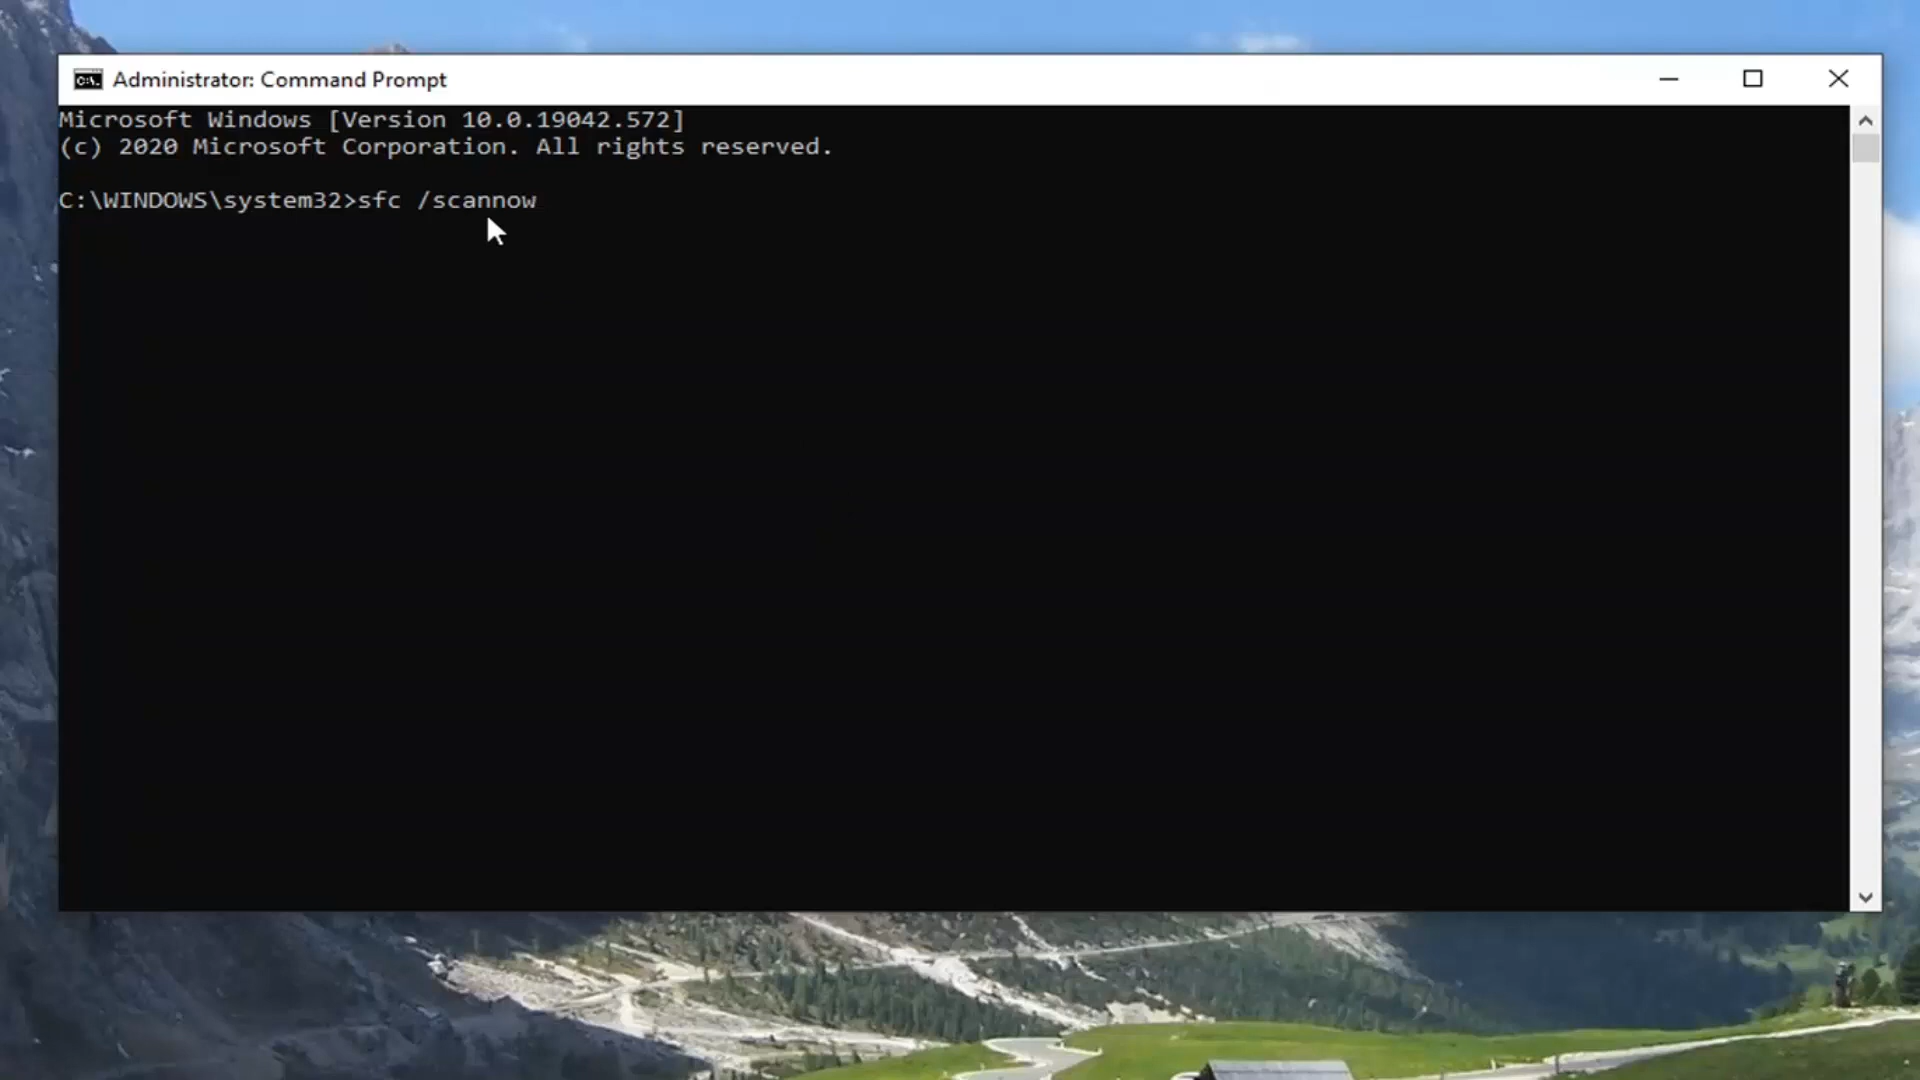 Administrator: Command Prompt
Microsoft Windows [Version 10.0.19042.572]
(c) 2020 Microsoft Corporation. All rights reserved.
C:\WINDOWS\system32>sfc /scannow